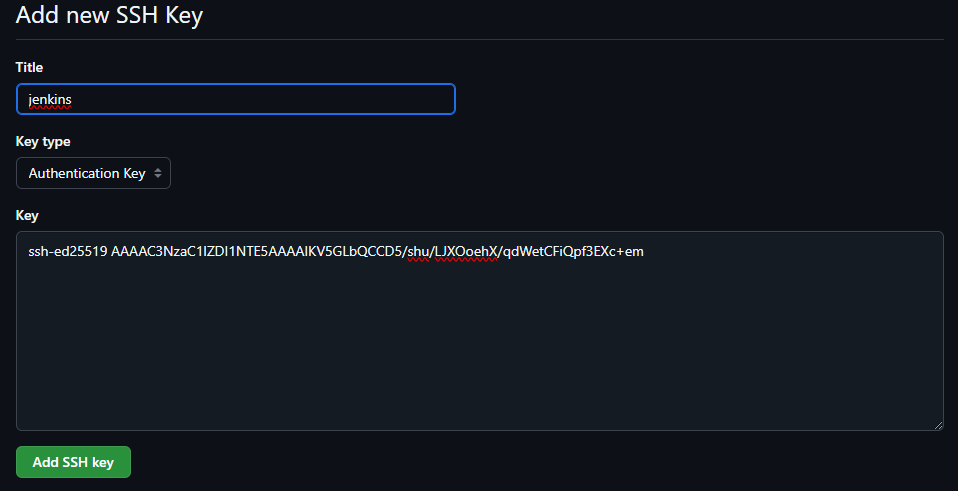 Add new SSH Key
Title
jenkins
Key type
Authentication Key
Key
ssh-ed25519 AAAAC3NzaC1lZDI1NTE5AAAAIKV5GLbQCCD5/shu/LJXOoehX/qdWetCFiQpf3EXc+em
Add SSH key